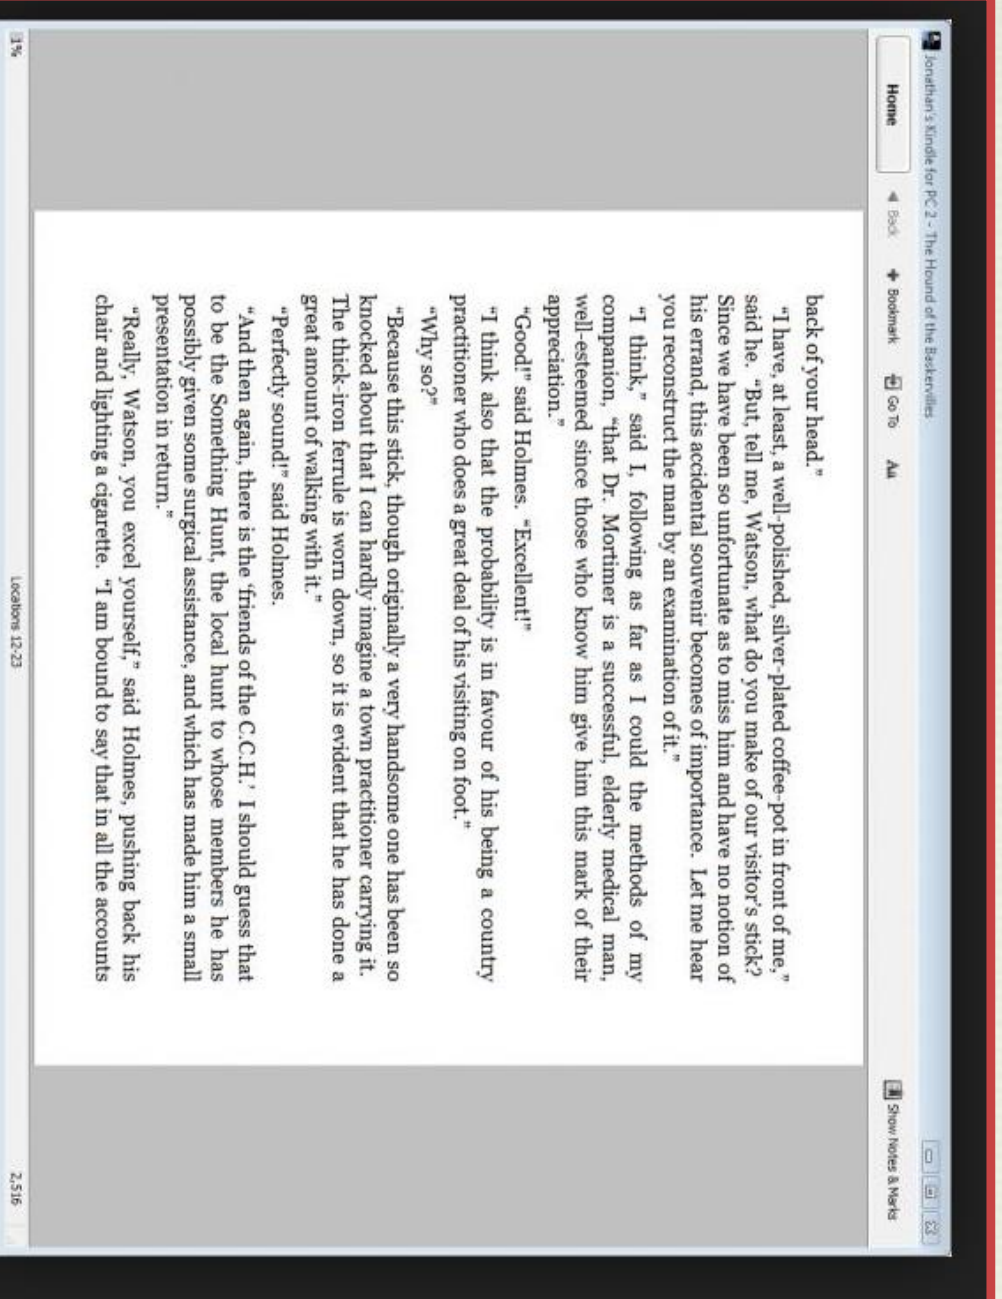 Jonathan's Kindle for PC 2 - The Hound of the Baskervilles
Home Back Bookmark Go To Aa Show Notes & Marks
back of your head.”
“I have, at least, a well-polished, silver-plated coffee-pot in front of me,”
said he. “But, tell me, Watson, what do you make of our visitor's stick?
Since we have been so unfortunate as to miss him and have no notion of
his errand, this accidental souvenir becomes of importance. Let me hear
you reconstruct the man by an examination of it.”
“I think,” said I, following as far as I could the methods of my
companion, “that Dr. Mortimer is a successful, elderly medical man,
well-esteemed since those who know him give him this mark of their
appreciation.”
“Good!” said Holmes. “Excellent!”
“I think also that the probability is in favour of his being a country
practitioner who does a great deal of his visiting on foot.”
“Why so?”
“Because this stick, though originally a very handsome one has been so
knocked about that I can hardly imagine a town practitioner carrying it.
The thick-iron ferrule is worn down, so it is evident that he has done a
great amount of walking with it.”
“Perfectly sound!” said Holmes.
“And then again, there is the ‘friends of the C.C.H.’ I should guess that
to be the Something Hunt, the local hunt to whose members he has
possibly given some surgical assistance, and which has made him a small
presentation in return.”
“Really, Watson, you excel yourself,” said Holmes, pushing back his
chair and lighting a cigarette. “I am bound to say that in all the accounts
1% Locations 12-23 2,516